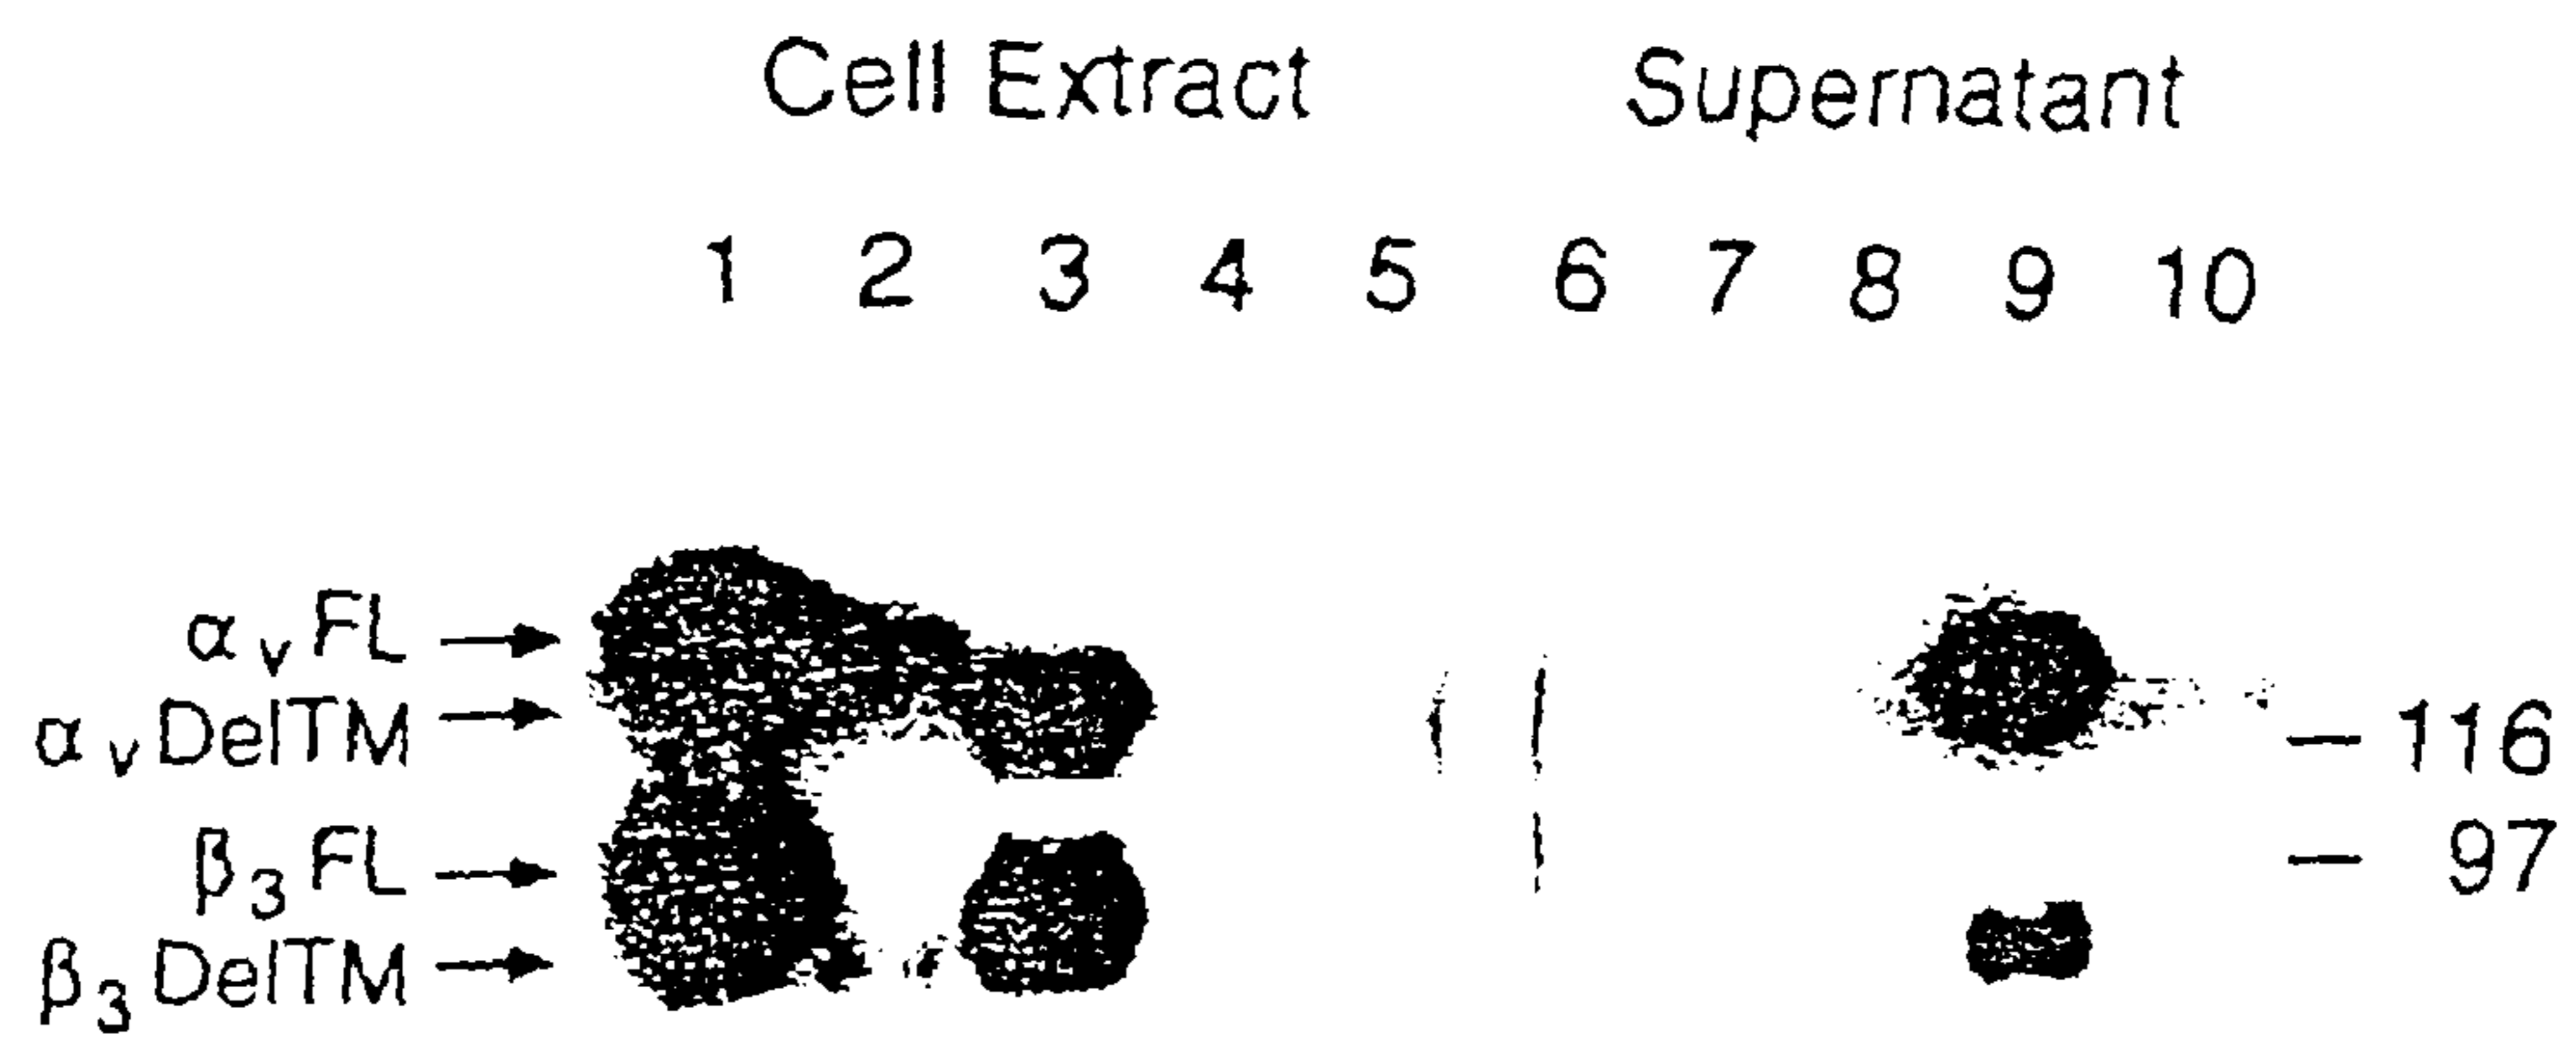 Cell Extract Supernatant
1 2 3 4 5 6 7 8 9 10
αvFL
αvDelTM
116
β3FL
97
β3DelTM